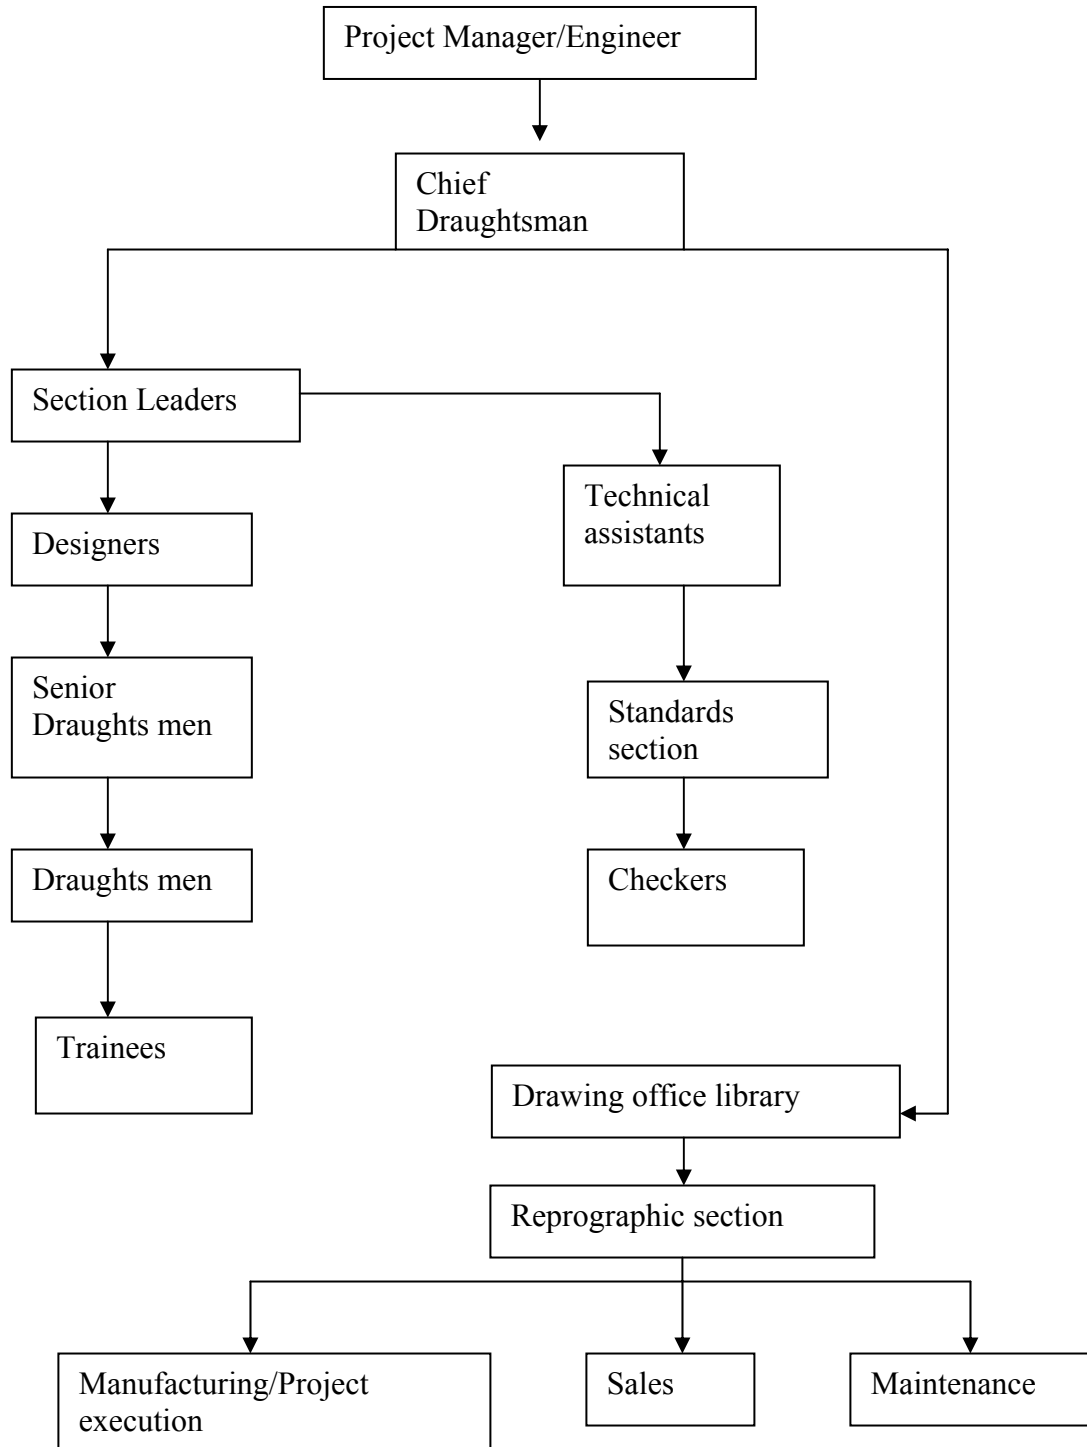 Project Manager/Engineer
Chief
Draughtsman
Section Leaders
Technical
assistants
Designers
Senior
Draughts men
Standards
section
Draughts men
Checkers
Trainees
Drawing office library
Reprographic section
Manufacturing/Project
execution
Sales
Maintenance